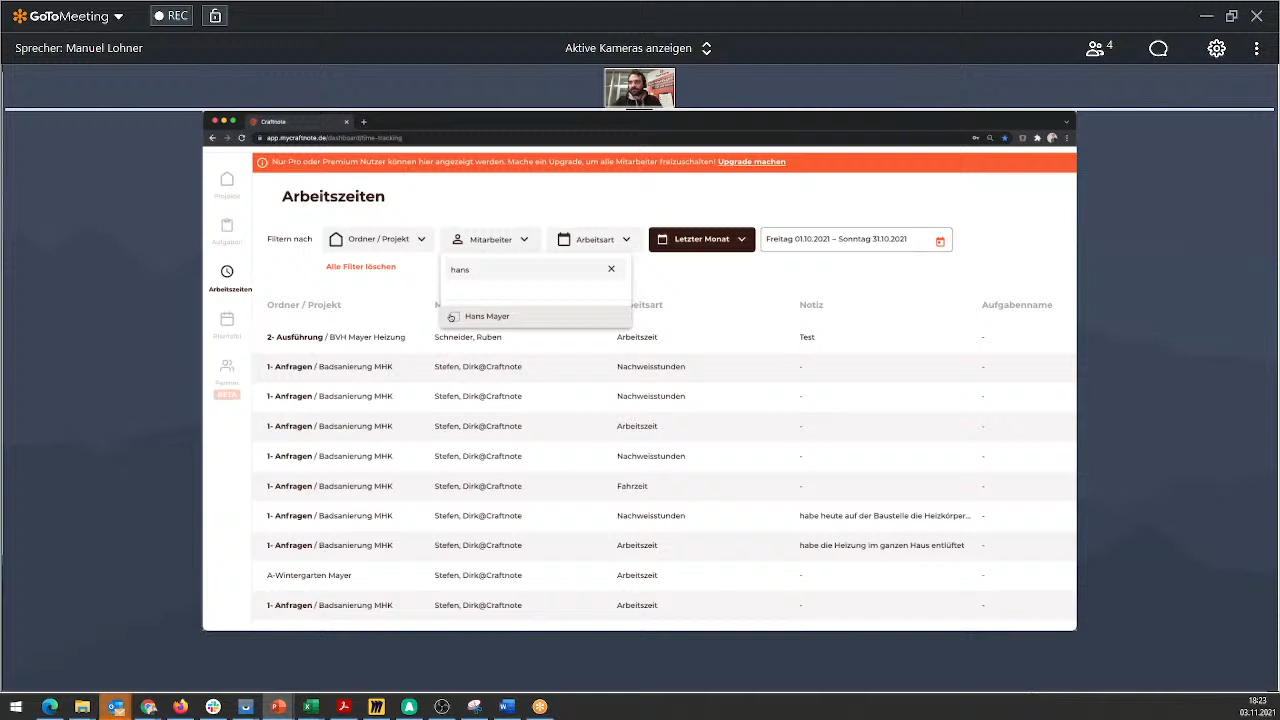 GoToMeeting
REC
Sprecher: Manuel Lohner
Aktive Kameras anzeigen
4
Craftnote
app.mycraftnote.de/dashboard/time-tracking
Nur Pro oder Premium Nutzer können hier angezeigt werden. Mache ein Upgrade, um alle Mitarbeiter freizuschalten! Upgrade machen
Projekte
Aufgaben
Arbeitszeiten
Plantafel
Partner
BETA
Arbeitszeiten
Filtern nach
Ordner / Projekt
Mitarbeiter
Arbeitsart
Letzter Monat
Freitag 01.10.2021 – Sonntag 31.10.2021
Alle Filter löschen
hans
Hans Mayer
Ordner / Projekt M eitsart Notiz Aufgabenname
2- Ausführung / BVH Mayer Heizung Schneider, Ruben Arbeitszeit Test -
1- Anfragen / Badsanierung MHK Stefen, Dirk@Craftnote Nachweisstunden - -
1- Anfragen / Badsanierung MHK Stefen, Dirk@Craftnote Nachweisstunden - -
1- Anfragen / Badsanierung MHK Stefen, Dirk@Craftnote Arbeitszeit - -
1- Anfragen / Badsanierung MHK Stefen, Dirk@Craftnote Nachweisstunden - -
1- Anfragen / Badsanierung MHK Stefen, Dirk@Craftnote Fahrzeit - -
1- Anfragen / Badsanierung MHK Stefen, Dirk@Craftnote Nachweisstunden habe heute auf der Baustelle die Heizkörper... -
1- Anfragen / Badsanierung MHK Stefen, Dirk@Craftnote Arbeitszeit habe die Heizung im ganzen Haus entlüftet -
A-Wintergarten Mayer Stefen, Dirk@Craftnote Arbeitszeit - -
1- Anfragen / Badsanierung MHK Stefen, Dirk@Craftnote Arbeitszeit - -
18:23
03.11.2021